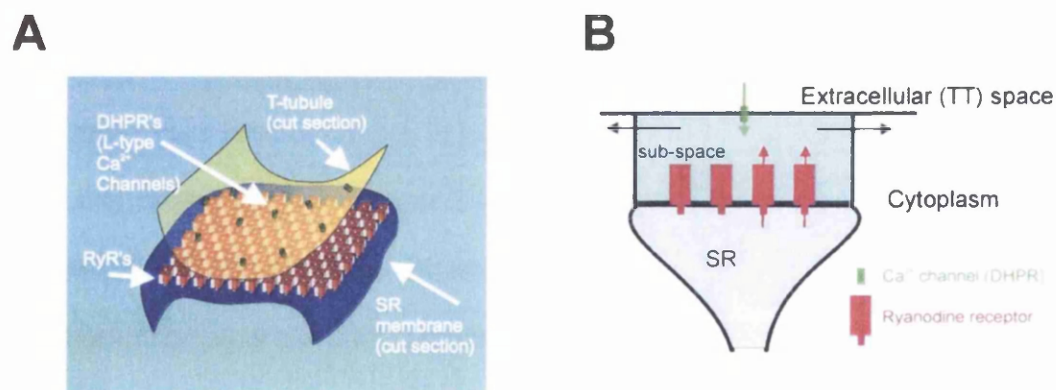 A
T-tubule
(cut section)
DHPR's
(L-type
Ca²⁺
Channels)
RyR's
SR
membrane
(cut section)
B
Extracellular (TT) space
sub-space
Cytoplasm
SR
Ca²⁺ channel (DHPR)
Ryanodine receptor